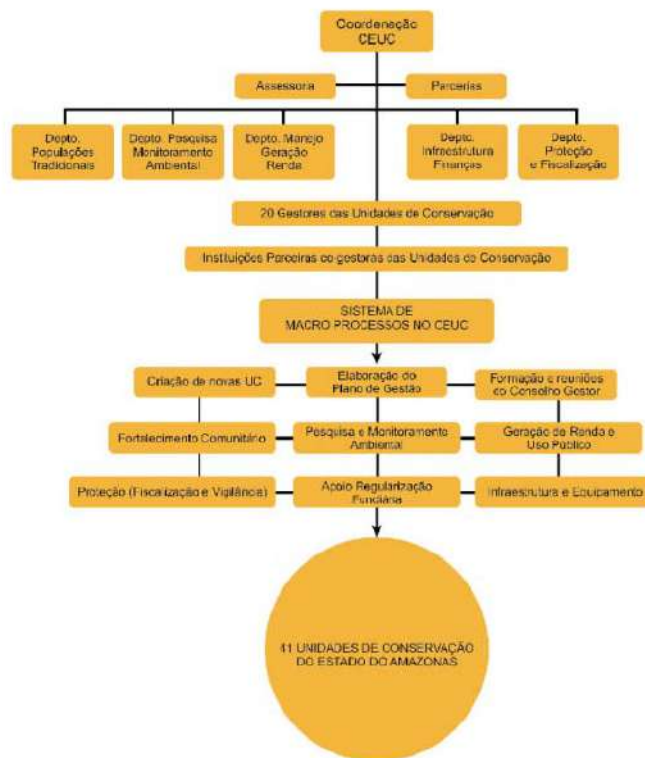 Coordenação
CEUC
Assessora
Parcerias
Depto.
Populações
Tradicionais
Depto. Pesquisa
Monitoramento
Ambiental
Depto. Manejo
Geração
Renda
Depto.
Infraestrutura
Finanças
Depto.
Proteção
e Fiscalização
20 Gestores das Unidades de Conservação
Instituições Parceiras co-gestoras das Unidades de Conservação
SISTEMA DE
MACRO PROCESSOS NO CEUC
Criação de novas UC
Elaboração do
Plano de Gestão
Formação e reuniões
do Conselho Gestor
Fortalecimento Comunitário
Pesquisa e Monitoramento
Ambiental
Geração de Renda e
Uso Público
Proteção (Fiscalização e Vigilância)
Apoio Regularização
Fundiária
Infraestrutura e Equipamento
41 UNIDADES DE CONSERVAÇÃO
DO ESTADO DO AMAZONAS